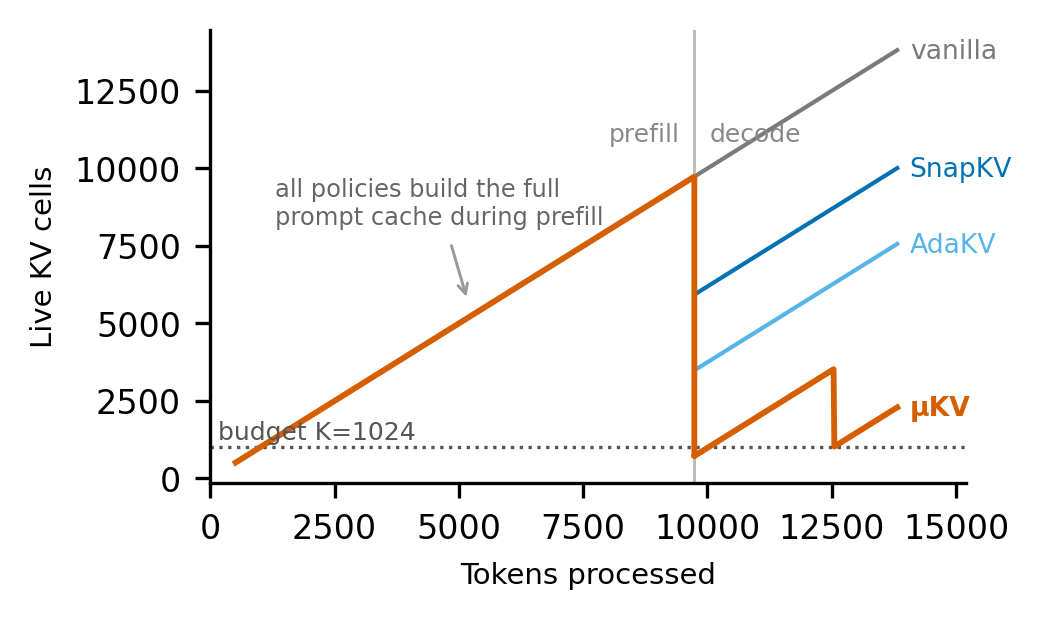 vanilla
12500
prefill
decode
10000
SnapKV
all policies build the full
prompt cache during prefill
7500
AdaKV
Live KV cells
5000
2500
µKV
budget K=1024
0
0 2500 5000 7500 10000 12500 15000
Tokens processed